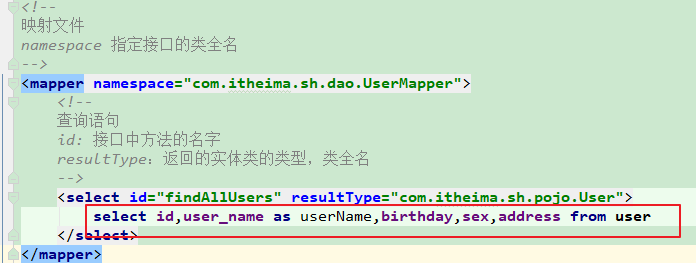 <!--
映射文件
namespace 指定接口的类全名
-->
<mapper namespace="com.itheima.sh.dao.UserMapper">
<!--
查询语句
id: 接口中方法的名字
resultType：返回的实体类的类型，类全名
-->
<select id="findAllUsers" resultType="com.itheima.sh.pojo.User">
select id,user_name as userName,birthday,sex,address from user
</select>
</mapper>